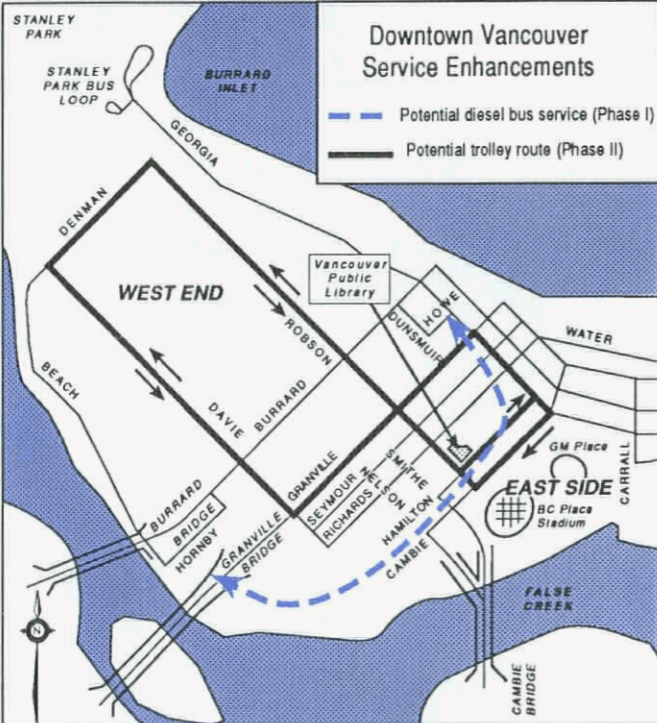 STANLEY
PARK
STANLEY
PARK BUS
LOOP
BURRARD
INLET
Downtown Vancouver
Service Enhancements
Potential diesel bus service (Phase I)
Potential trolley route (Phase II)
GEORGIA
DENMAN
WEST END
Vancouver
Public
Library
HOWE
DUNSMUIR
WATER
ROBSON
BEACH
DAVIE
BURRARD
GRANVILLE
SEYMOUR
RICHARDS
NELSON
SMITHE
HAMILTON
CAMBIE
GM Place
CARRALL
EAST SIDE
BC Place
Stadium
BURRARD
BRIDGE
HORNBY
GRANVILLE
BRIDGE
FALSE
CREEK
CAMBIE
BRIDGE
N